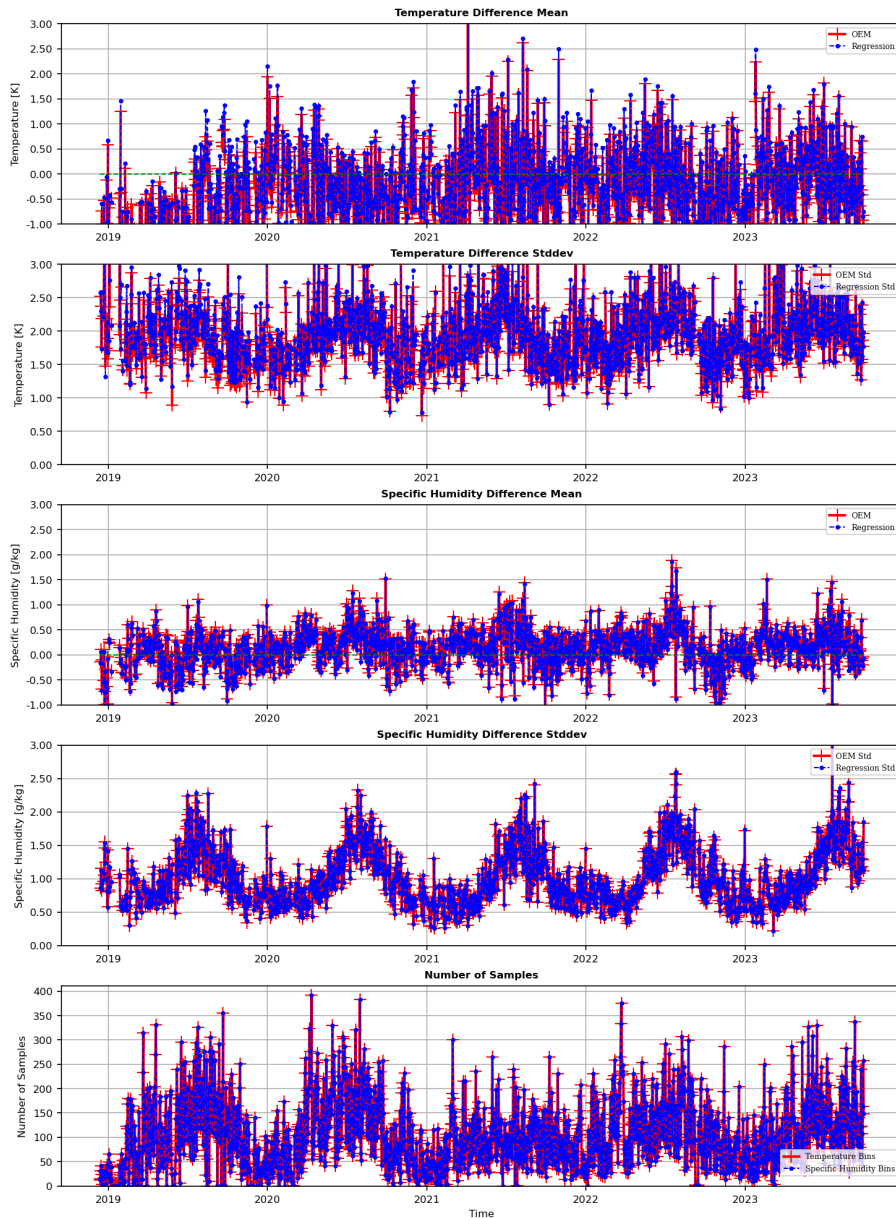 Temperature Difference Mean
Temperature [K]
3.00
2.50
2.00
1.50
1.00
0.50
0.00
-0.50
-1.00
OEM
Regression
2019 2020 2021 2022 2023
Temperature Difference Stddev
Temperature [K]
3.00
2.50
2.00
1.50
1.00
0.50
0.00
OEM Std
Regression Std
2019 2020 2021 2022 2023
Specific Humidity Difference Mean
Specific Humidity [g/kg]
3.00
2.50
2.00
1.50
1.00
0.50
0.00
-0.50
-1.00
OEM
Regression
2019 2020 2021 2022 2023
Specific Humidity Difference Stddev
Specific Humidity [g/kg]
3.00
2.50
2.00
1.50
1.00
0.50
0.00
OEM Std
Regression Std
2019 2020 2021 2022 2023
Number of Samples
Number of Samples
400
350
300
250
200
150
100
50
0
Temperature Bins
Specific Humidity Bins
2019 2020 2021 2022 2023
Time